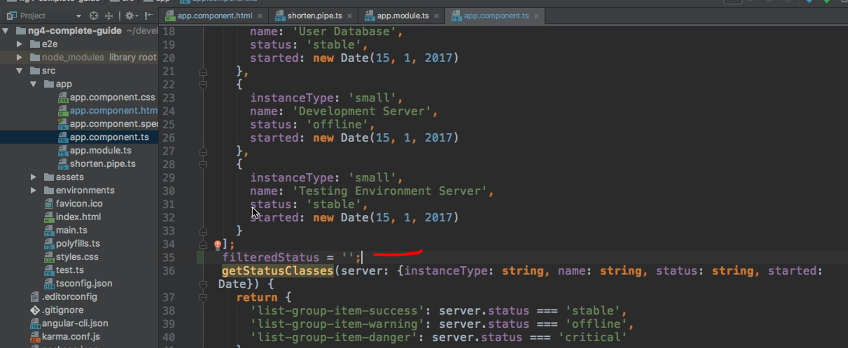 Project
app.component.html
shorten.pipe.ts
app.module.ts
app.component.ts
ng4-complete-guide
e2e
node_modules library root
src
app
app.component.css
app.component.htm
app.component.spe
app.component.ts
app.module.ts
shorten.pipe.ts
assets
environments
favicon.ico
index.html
main.ts
polyfills.ts
styles.css
test.ts
tsconfig.json
.editorconfig
.gitignore
angular-cli.json
karma.conf.js
18 name: 'User Database',
19 status: 'stable',
20 started: new Date(15, 1, 2017)
21 },
22 {
23 instanceType: 'small',
24 name: 'Development Server',
25 status: 'offline',
26 started: new Date(15, 1, 2017)
27 },
28 {
29 instanceType: 'small',
30 name: 'Testing Environment Server',
31 status: 'stable',
32 started: new Date(15, 1, 2017)
33 }
34 ];
35 filteredStatus = '';
36 getStatusClasses(server: {instanceType: string, name: string, status: string, started:
Date}) {
37 return {
38 'list-group-item-success': server.status === 'stable',
39 'list-group-item-warning': server.status === 'offline',
40 'list-group-item-danger': server.status === 'critical'